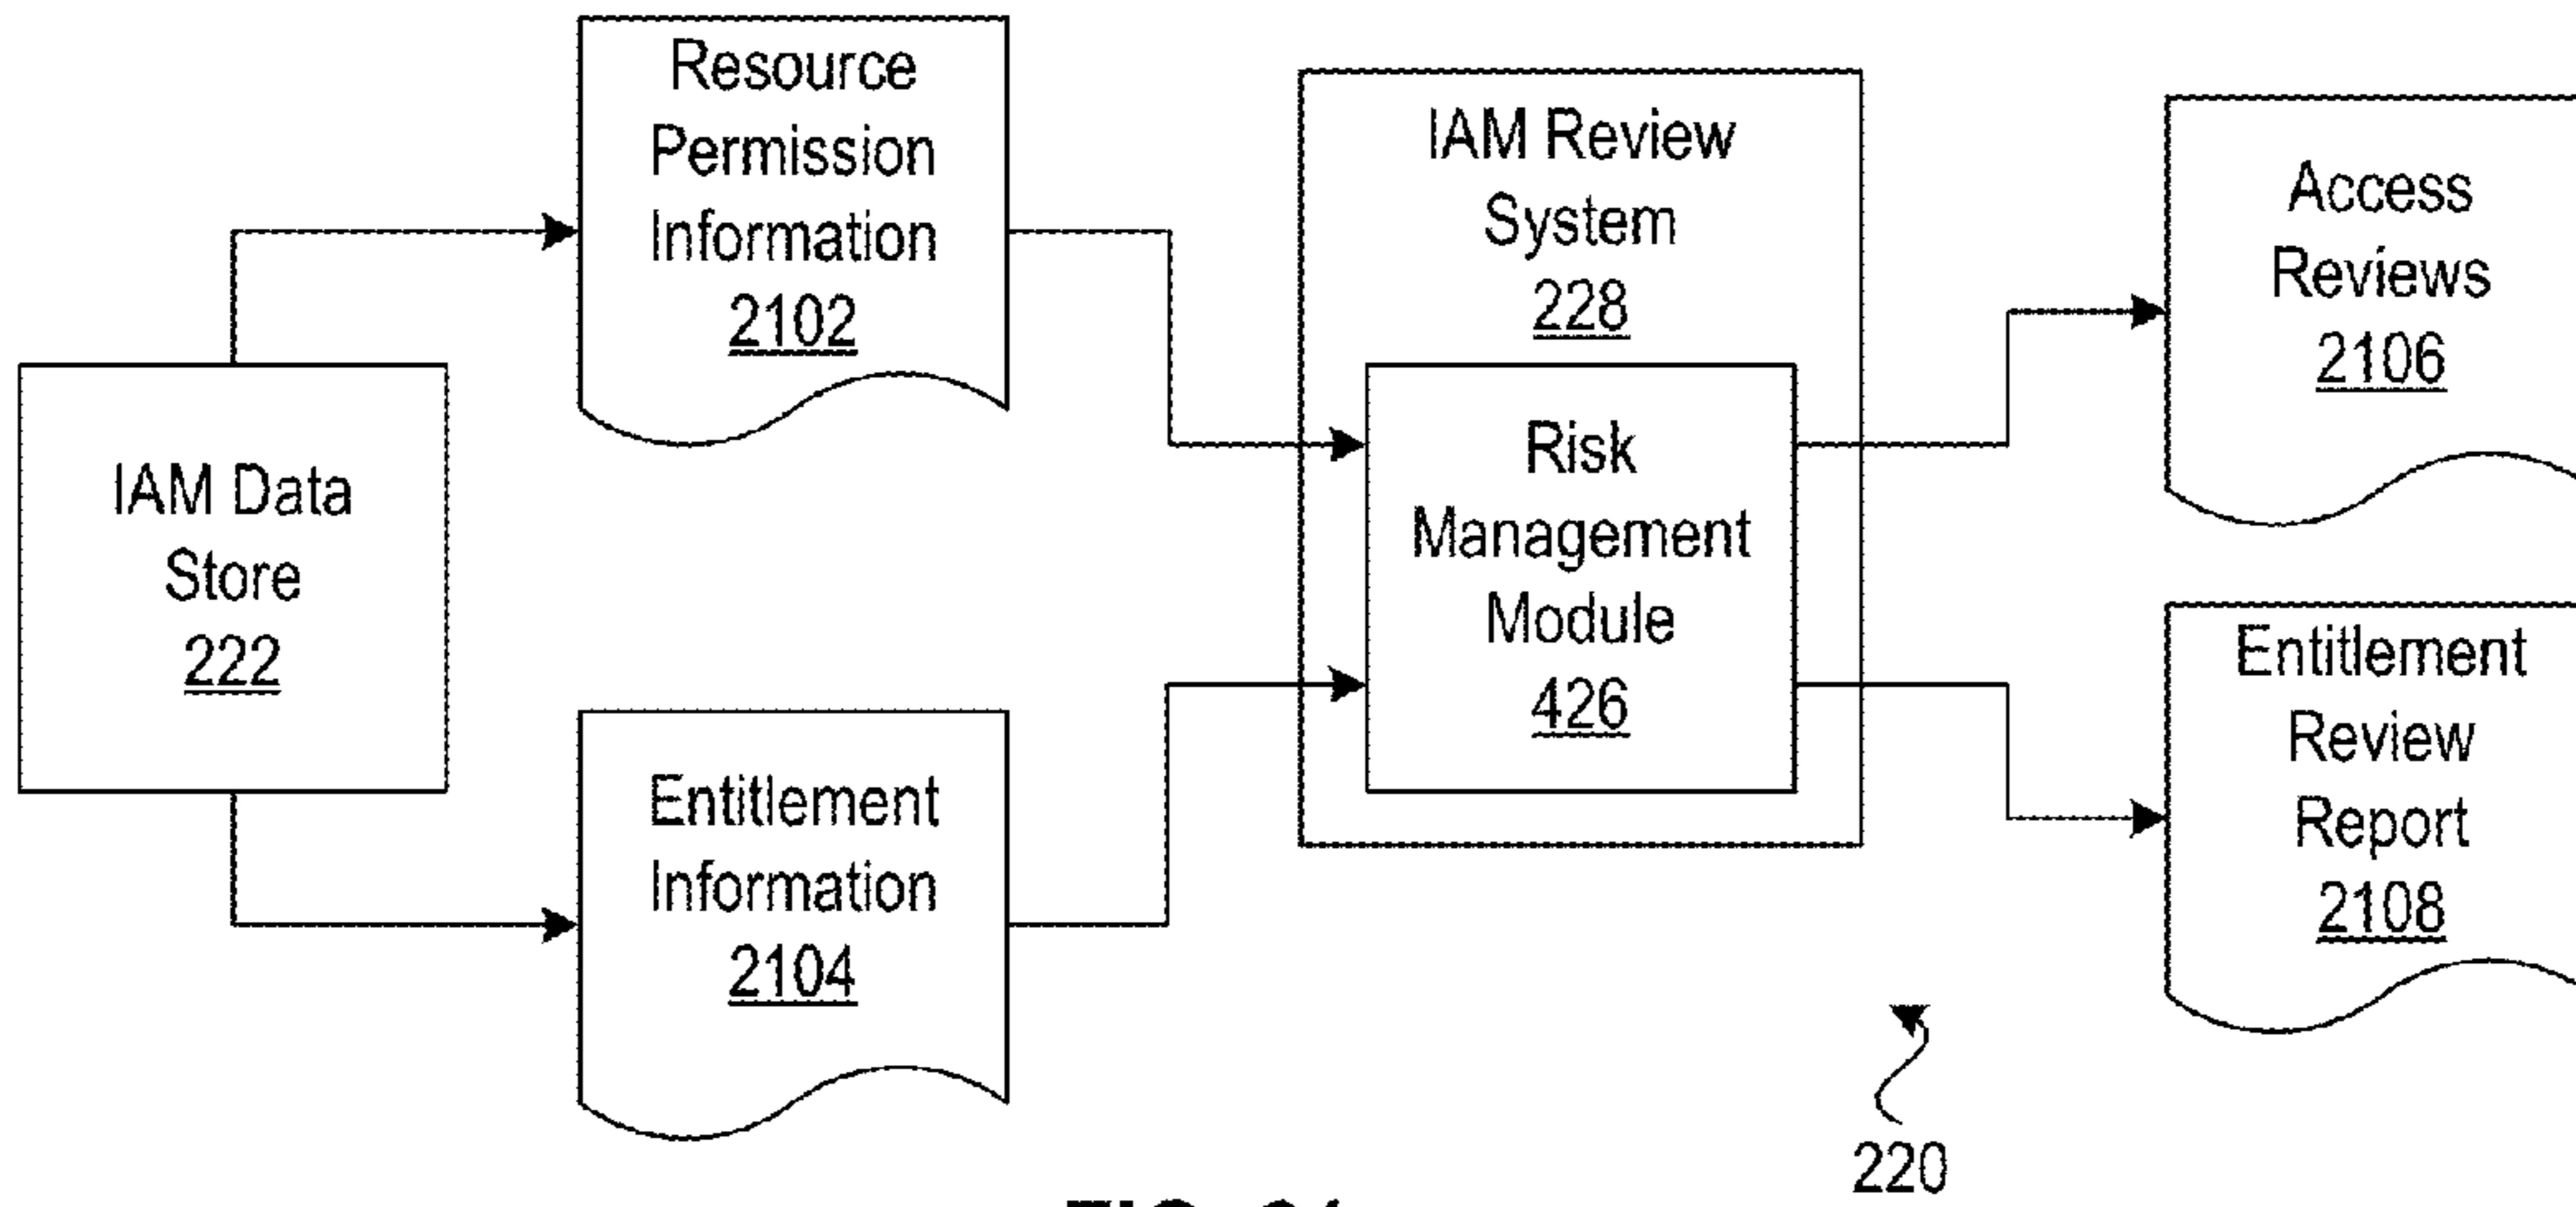 Resource
Permission
Information
2102
IAM Data
Store
222
Entitlement
Information
2104
IAM Review
System
228
Risk
Management
Module
426
Access
Reviews
2106
Entitlement
Review
Report
2108
220